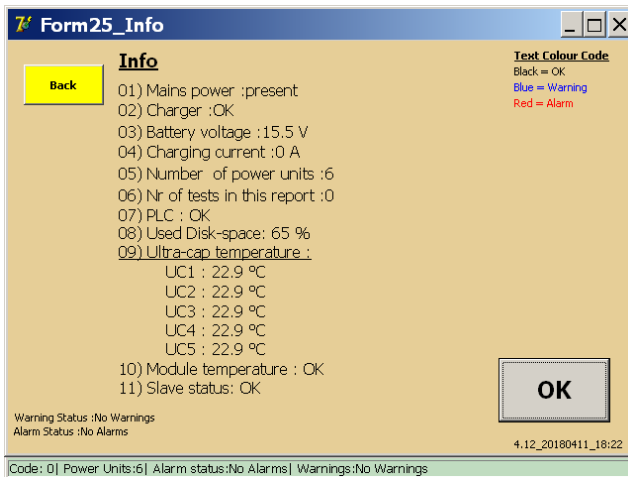 Form25_Info
Back
Info
01) Mains power :present
02) Charger :OK
03) Battery voltage :15.5 V
04) Charging current :0 A
05) Number  of power units :6
06) Nr of tests in this report :0
07) PLC : OK
08) Used Disk-space: 65 %
09) Ultra-cap temperature :
UC1 : 22.9 ºC
UC2 : 22.9 ºC
UC3 : 22.9 ºC
UC4 : 22.9 ºC
UC5 : 22.9 ºC
10) Module temperature : OK
11) Slave status: OK
Text Colour Code
Black = OK
Blue = Warning
Red = Alarm
OK
Warning Status :No Warnings
Alarm Status :No Alarms
4.12_20180411_18:22
Code: 0| Power Units:6| Alarm status:No Alarms| Warnings:No Warnings